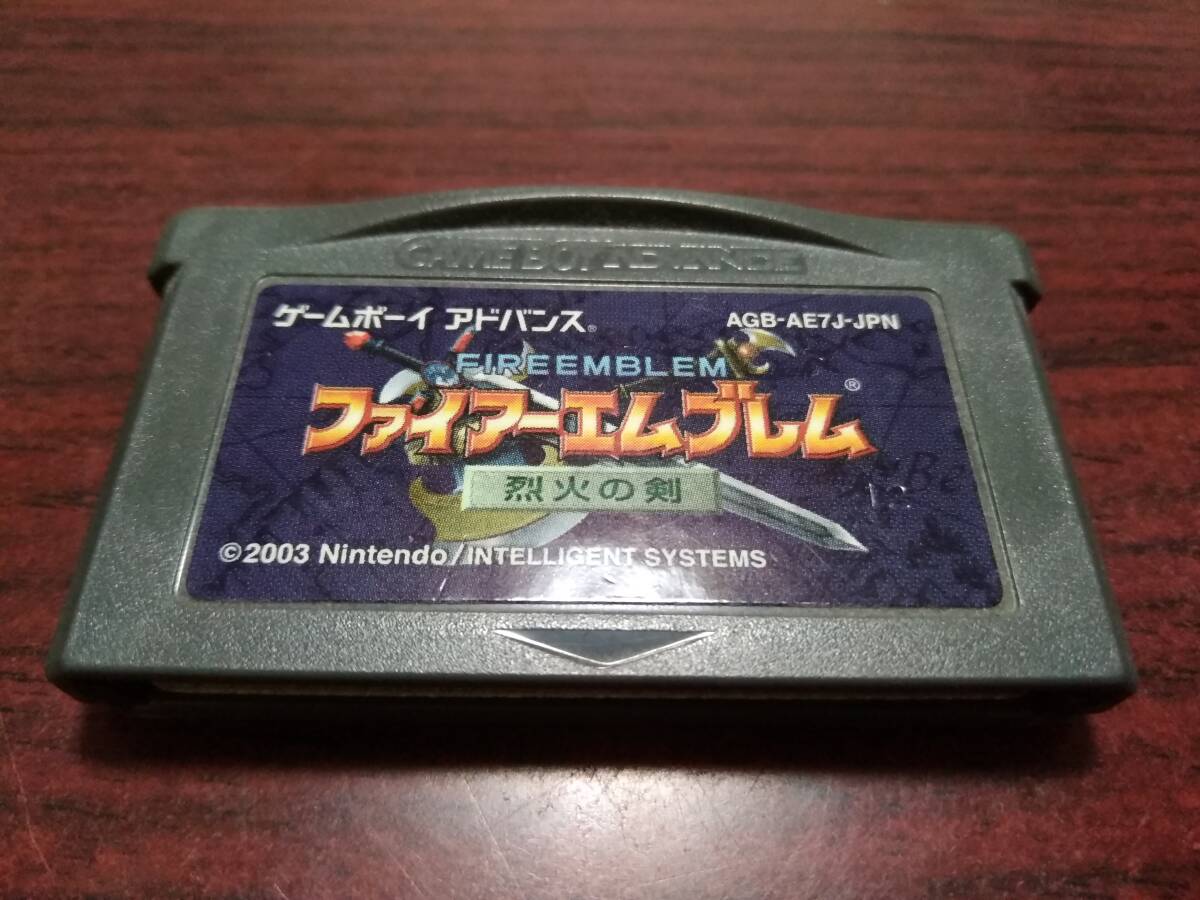 GAME BOY ADVANCE
ゲームボーイ アドバンス® AGB-AE7J-JPN
FIREEMBLEM
ファイアーエムブレム®
烈火の剣
©2003 Nintendo/INTELLIGENT SYSTEMS